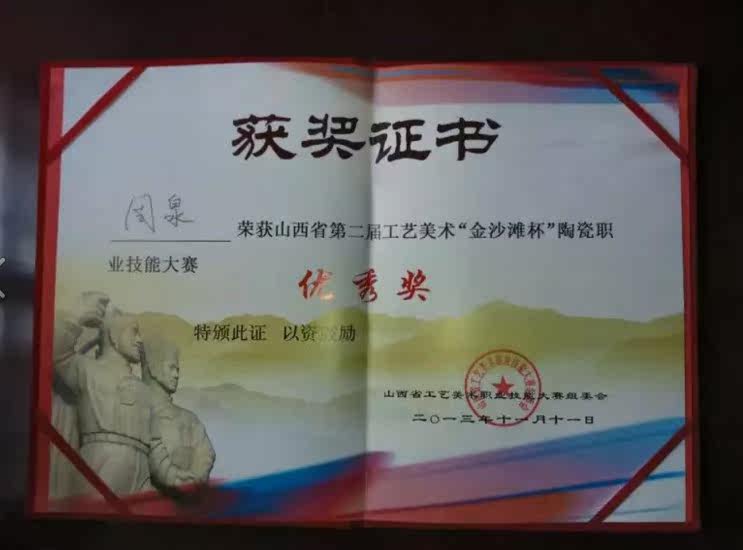 获奖证书
周泉 荣获山西省第二届工艺美术“金沙滩杯”陶瓷职
业技能大赛
优秀奖
特颁此证 以资鼓励
山西省工艺美术职业技能大赛组委会
二〇一三年十一月十一日